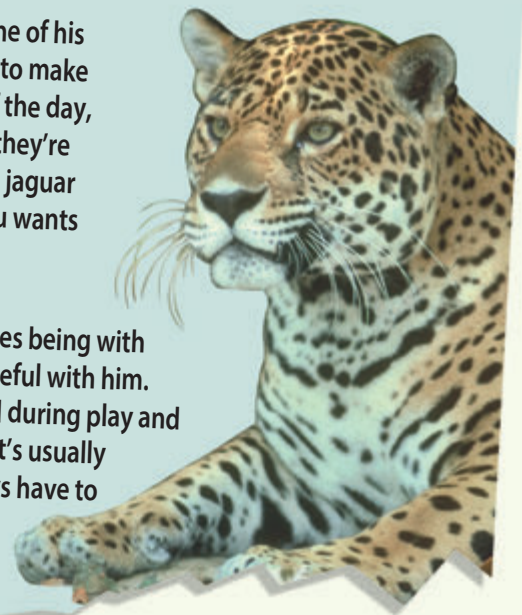 ne of his
to make
the day,
they're
jaguar
u wants
es being with
eful with him.
during play and
t's usually
s have to